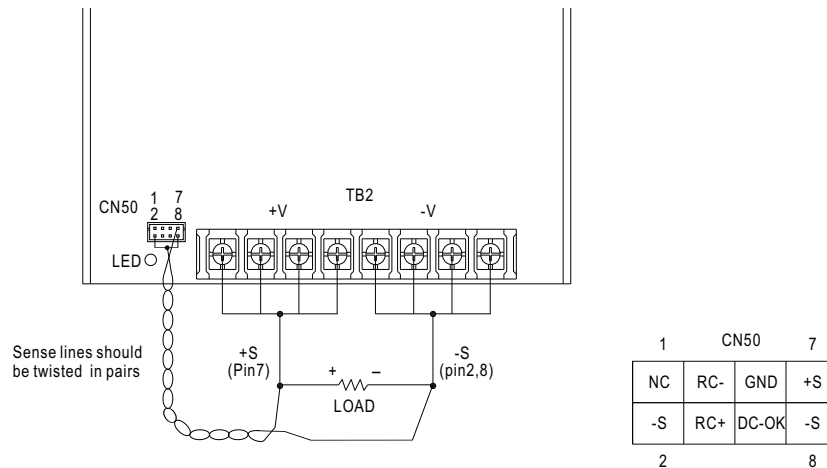 TB2
CN50
1 7
2 8
+V
-V
LED
Sense lines should
be twisted in pairs
+S
(Pin7)
-S
(pin2,8)
+ –
LOAD
1 CN50 7
NC RC- GND +S
-S RC+ DC-OK -S
2 8